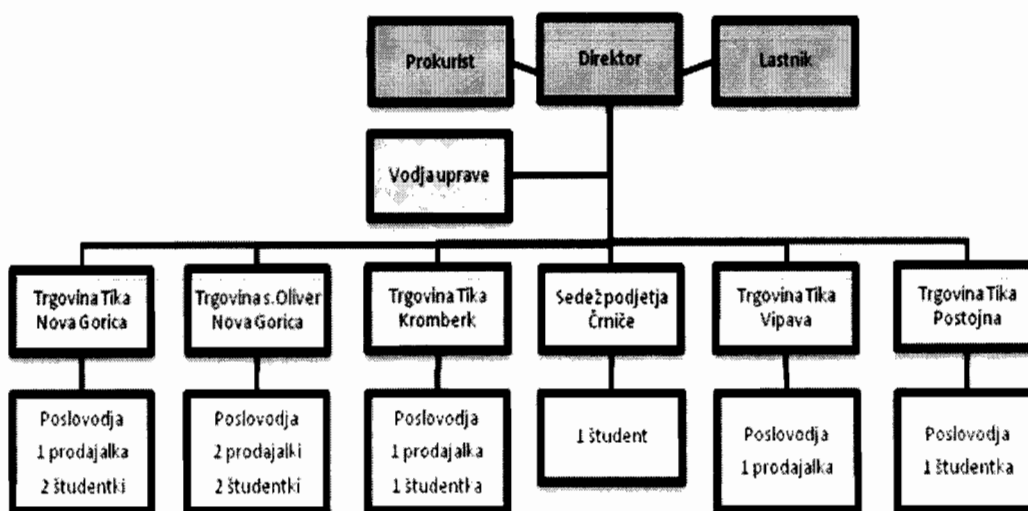 Prokurist
Direktor
Lastnik
Vodja uprave
Trgovina Tika
Nova Gorica
Trgovina s.Oliver
Nova Gorica
Trgovina Tika
Kromberk
Sedež podjetja
Črniče
Trgovina Tika
Vipava
Trgovina Tika
Postojna
Poslovodja
1 prodajalka
2 študentki
Poslovodja
2 prodajalki
2 študentki
Poslovodja
1 prodajalka
1 študentka
1 študent
Poslovodja
1 prodajalka
Poslovodja
1 študentka